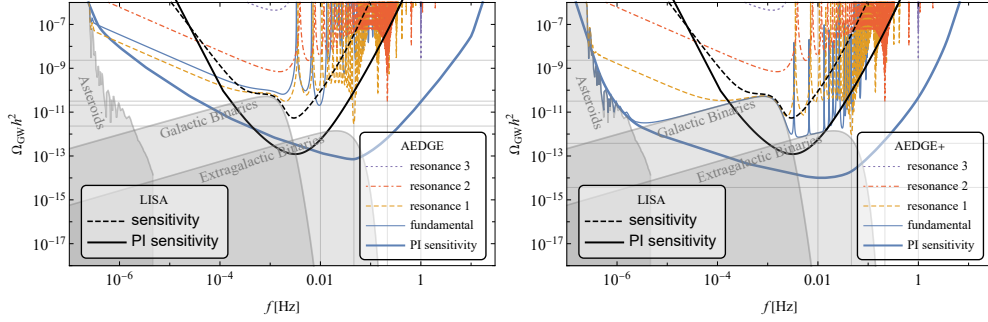 10⁻⁷
10⁻⁹
10⁻¹¹
10⁻¹³
10⁻¹⁵
10⁻¹⁷
Ω_GW h²
Asteroids
Galactic Binaries
Extragalactic Binaries
LISA
sensitivity
PI sensitivity
AEDGE
resonance 3
resonance 2
resonance 1
fundamental
PI sensitivity
10⁻⁶ 10⁻⁴ 0.01 1
f[Hz]
10⁻⁷
10⁻⁹
10⁻¹¹
10⁻¹³
10⁻¹⁵
10⁻¹⁷
Ω_GW h²
Asteroids
Galactic Binaries
Extragalactic Binaries
LISA
sensitivity
PI sensitivity
AEDGE+
resonance 3
resonance 2
resonance 1
fundamental
PI sensitivity
10⁻⁶ 10⁻⁴ 0.01 1
f[Hz]